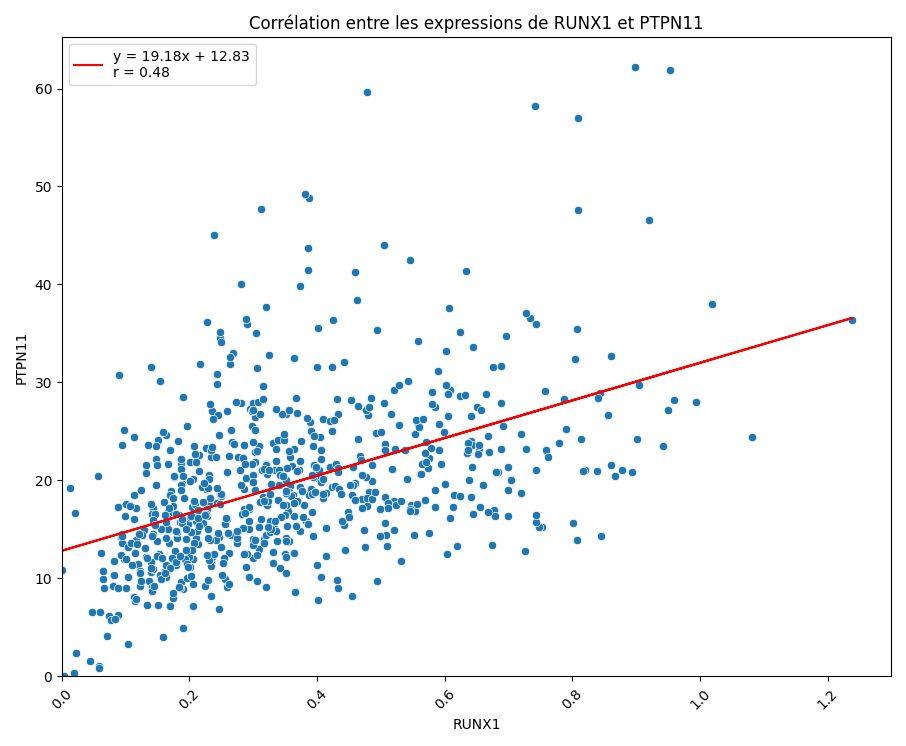 Corrélation entre les expressions de RUNX1 et PTPN11
y = 19.18x + 12.83
r = 0.48
PTPN11
60
50
40
30
20
10
0
0.0 0.2 0.4 0.6 0.8 1.0 1.2
RUNX1